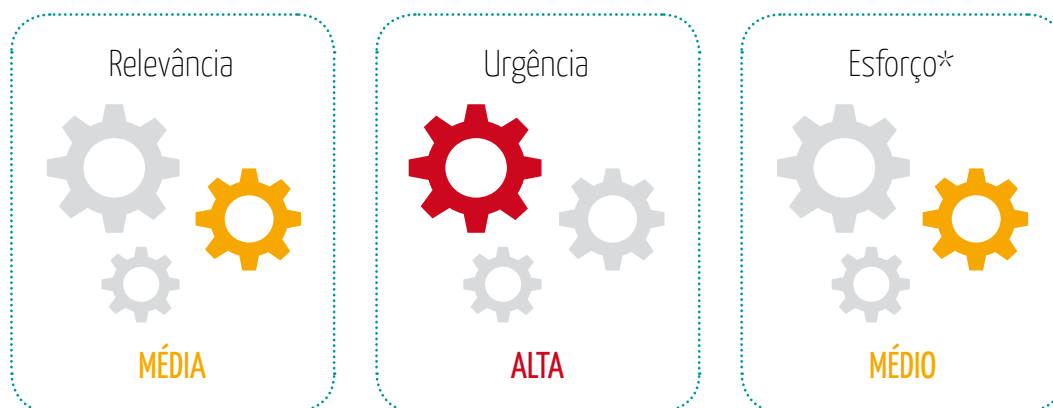 Relevância
Urgência
Esforço*
MÉDIA
ALTA
MÉDIO